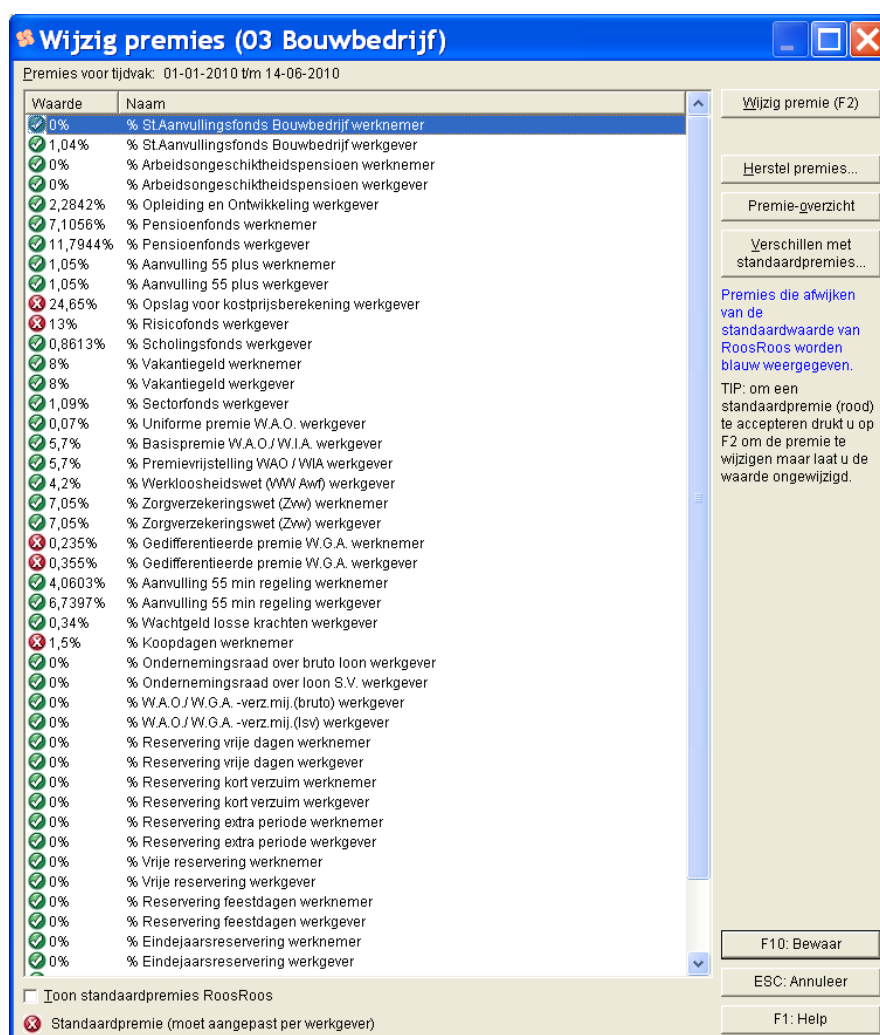 Wijzig premies (03 Bouwbedrijf)
Premies voor tijdvak: 01-01-2010 t/m 14-06-2010
Waarde Naam
0% % St.Aanvullingsfonds Bouwbedrijf werknemer
1,04% % St.Aanvullingsfonds Bouwbedrijf werkgever
0% % Arbeidsongeschiktheidspensioen werknemer
0% % Arbeidsongeschiktheidspensioen werkgever
2,2842% % Opleiding en Ontwikkeling werkgever
7,1056% % Pensioenfonds werknemer
11,7944% % Pensioenfonds werkgever
1,05% % Aanvulling 55 plus werknemer
1,05% % Aanvulling 55 plus werkgever
24,65% % Opslag voor kostprijsberekening werkgever
13% % Risicofonds werkgever
0,8613% % Scholingsfonds werkgever
8% % Vakantiegeld werknemer
8% % Vakantiegeld werkgever
1,09% % Sectorfonds werkgever
0,07% % Uniforme premie W.A.O. werkgever
5,7% % Basispremie W.A.O./ W.I.A. werkgever
5,7% % Premievrijstelling WAO / WIA werkgever
4,2% % Werkloosheidswet (WW Awf) werkgever
7,05% % Zorgverzekeringswet (Zvw) werknemer
7,05% % Zorgverzekeringswet (Zvw) werkgever
0,235% % Gedifferentieerde premie W.G.A. werknemer
0,355% % Gedifferentieerde premie W.G.A. werkgever
4,0603% % Aanvulling 55 min regeling werknemer
6,7397% % Aanvulling 55 min regeling werkgever
0,34% % Wachtgeld losse krachten werkgever
1,5% % Koopdagen werknemer
0% % Ondernemingsraad over bruto loon werkgever
0% % Ondernemingsraad over loon S.V. werkgever
0% % W.A.O./ W.G.A. -verz.mij.(bruto) werkgever
0% % W.A.O./ W.G.A. -verz.mij.(lsv) werkgever
0% % Reservering vrije dagen werknemer
0% % Reservering vrije dagen werkgever
0% % Reservering kort verzuim werknemer
0% % Reservering kort verzuim werkgever
0% % Reservering extra periode werknemer
0% % Reservering extra periode werkgever
0% % Vrije reservering werknemer
0% % Vrije reservering werkgever
0% % Reservering feestdagen werknemer
0% % Reservering feestdagen werkgever
0% % Eindejaarsreservering werknemer
0% % Eindejaarsreservering werkgever
Toon standaardpremies RoosRoos
Standaardpremie (moet aangepast per werkgever)
Wijzig premie (F2)
Herstel premies...
Premie-overzicht
Verschillen met
standaardpremies...
Premies die afwijken
van de
standaardwaarde van
RoosRoos worden
blauw weergegeven.
TIP: om een
standaardpremie (rood)
te accepteren drukt u op
F2 om de premie te
wijzigen maar laat u de
waarde ongewijzigd.
F10: Bewaar
ESC: Annuleer
F1: Help